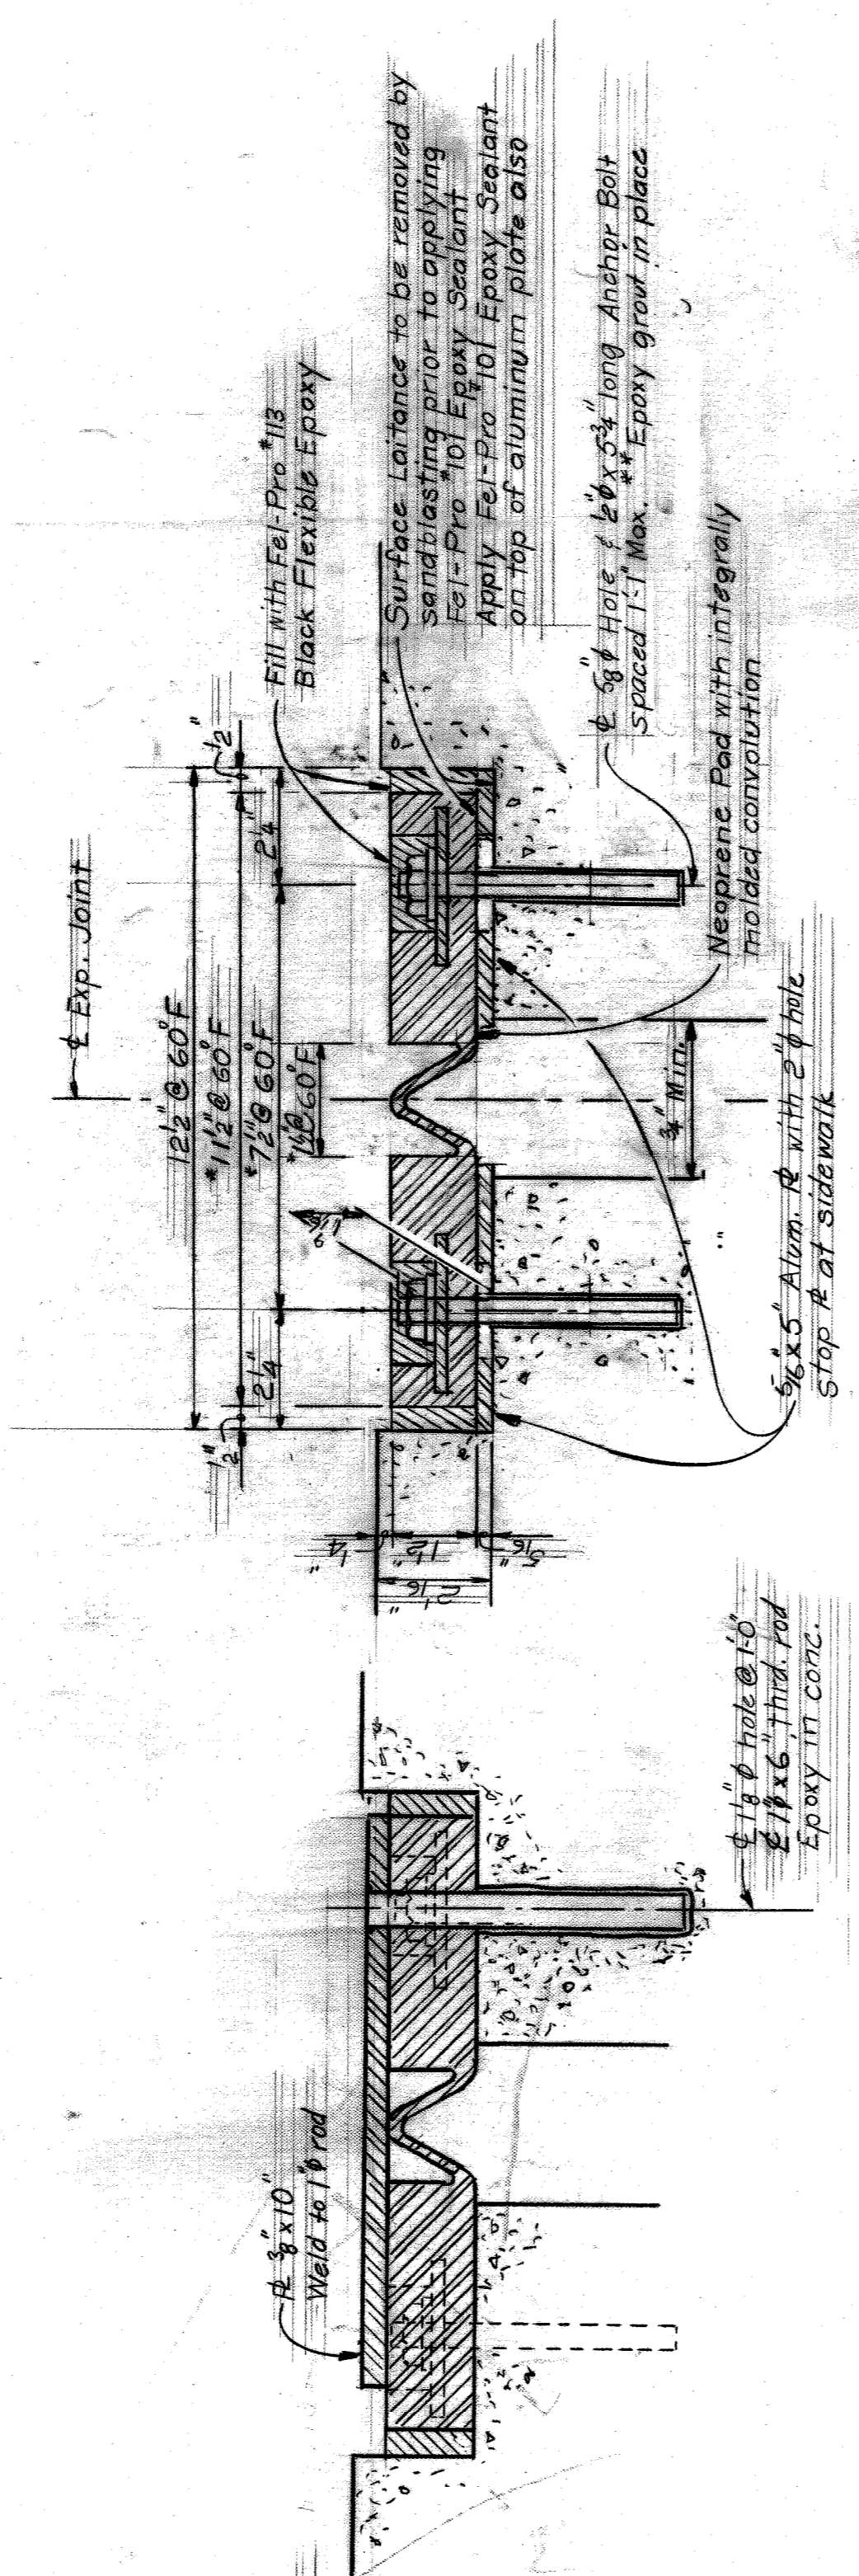 ℄ Exp. Joint
12½" @ 60°F
*11½" @ 60°F
*7½" @ 60°F
*1½" @ 60°F
½"
2¼"
2¼"
½"
Fill with Fel-Pro #113
Black Flexible Epoxy
Surface Laitance to be removed by
sandblasting prior to applying
Fel-Pro #101 Epoxy Sealant
Apply Fel-Pro #101 Epoxy Sealant
on top of aluminum plate also
℄ 5/8"φ Hole & ½"φ x 5¾" long Anchor Bolt
spaced 1'-1" Max. ** Epoxy grout in place
Neoprene Pad with integrally
molded convolution
¾" Min.
5/16" x 5" Alum. ℙL with 2"φ hole
Stop ℙL at sidewalk
¼"
1½"
5/16"
2 1/16"
ℙL 3/8" x 10"
Weld to 1"φ rod
℄ 1 1/8"φ hole @ 1'-0"
℄ 1"φ x 6" thrd. rod
Epoxy in conc.